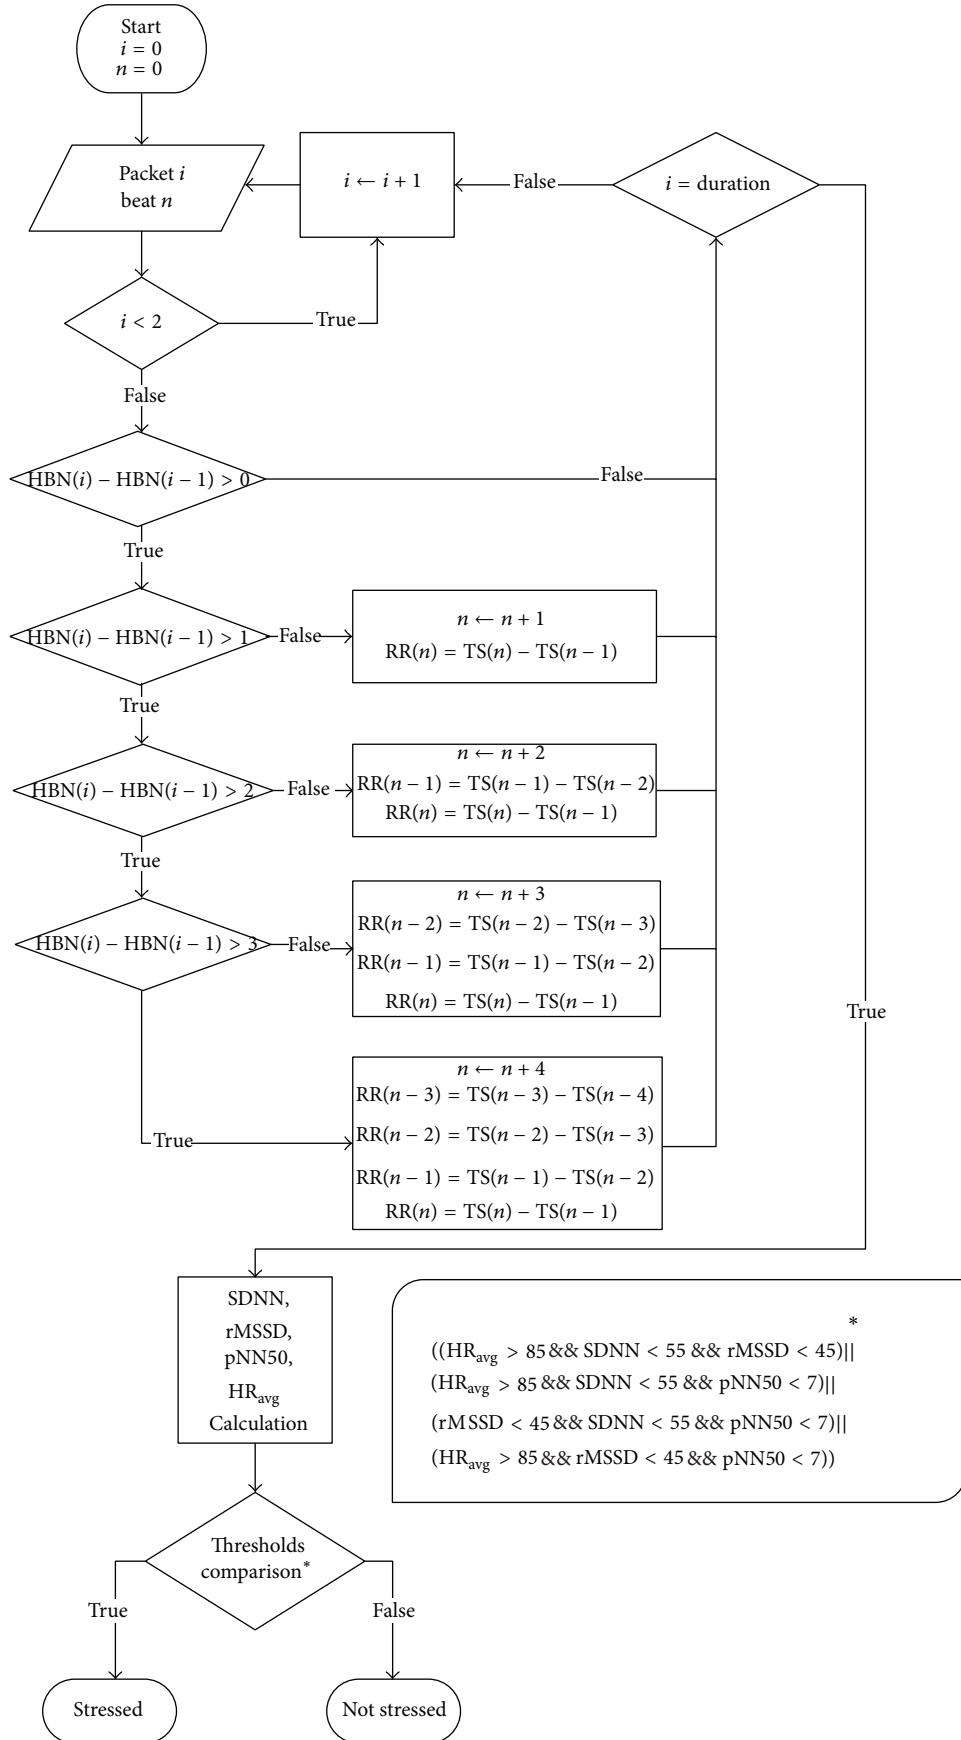 Start
i = 0
n = 0
Packet i
beat n
i ← i + 1
False
i = duration
i < 2
True
False
HBN(i) − HBN(i − 1) > 0
False
True
HBN(i) − HBN(i − 1) > 1
False
n ← n + 1
RR(n) = TS(n) − TS(n − 1)
True
HBN(i) − HBN(i − 1) > 2
False
n ← n + 2
RR(n − 1) = TS(n − 1) − TS(n − 2)
RR(n) = TS(n) − TS(n − 1)
True
HBN(i) − HBN(i − 1) > 3
False
n ← n + 3
RR(n − 2) = TS(n − 2) − TS(n − 3)
RR(n − 1) = TS(n − 1) − TS(n − 2)
RR(n) = TS(n) − TS(n − 1)
True
True
n ← n + 4
RR(n − 3) = TS(n − 3) − TS(n − 4)
RR(n − 2) = TS(n − 2) − TS(n − 3)
RR(n − 1) = TS(n − 1) − TS(n − 2)
RR(n) = TS(n) − TS(n − 1)
SDNN,
rMSSD,
pNN50,
HRavg
Calculation
*
((HRavg > 85 && SDNN < 55 && rMSSD < 45)||
(HRavg > 85 && SDNN < 55 && pNN50 < 7)||
(rMSSD < 45 && SDNN < 55 && pNN50 < 7)||
(HRavg > 85 && rMSSD < 45 && pNN50 < 7))
Thresholds
comparison*
True
False
Stressed
Not stressed